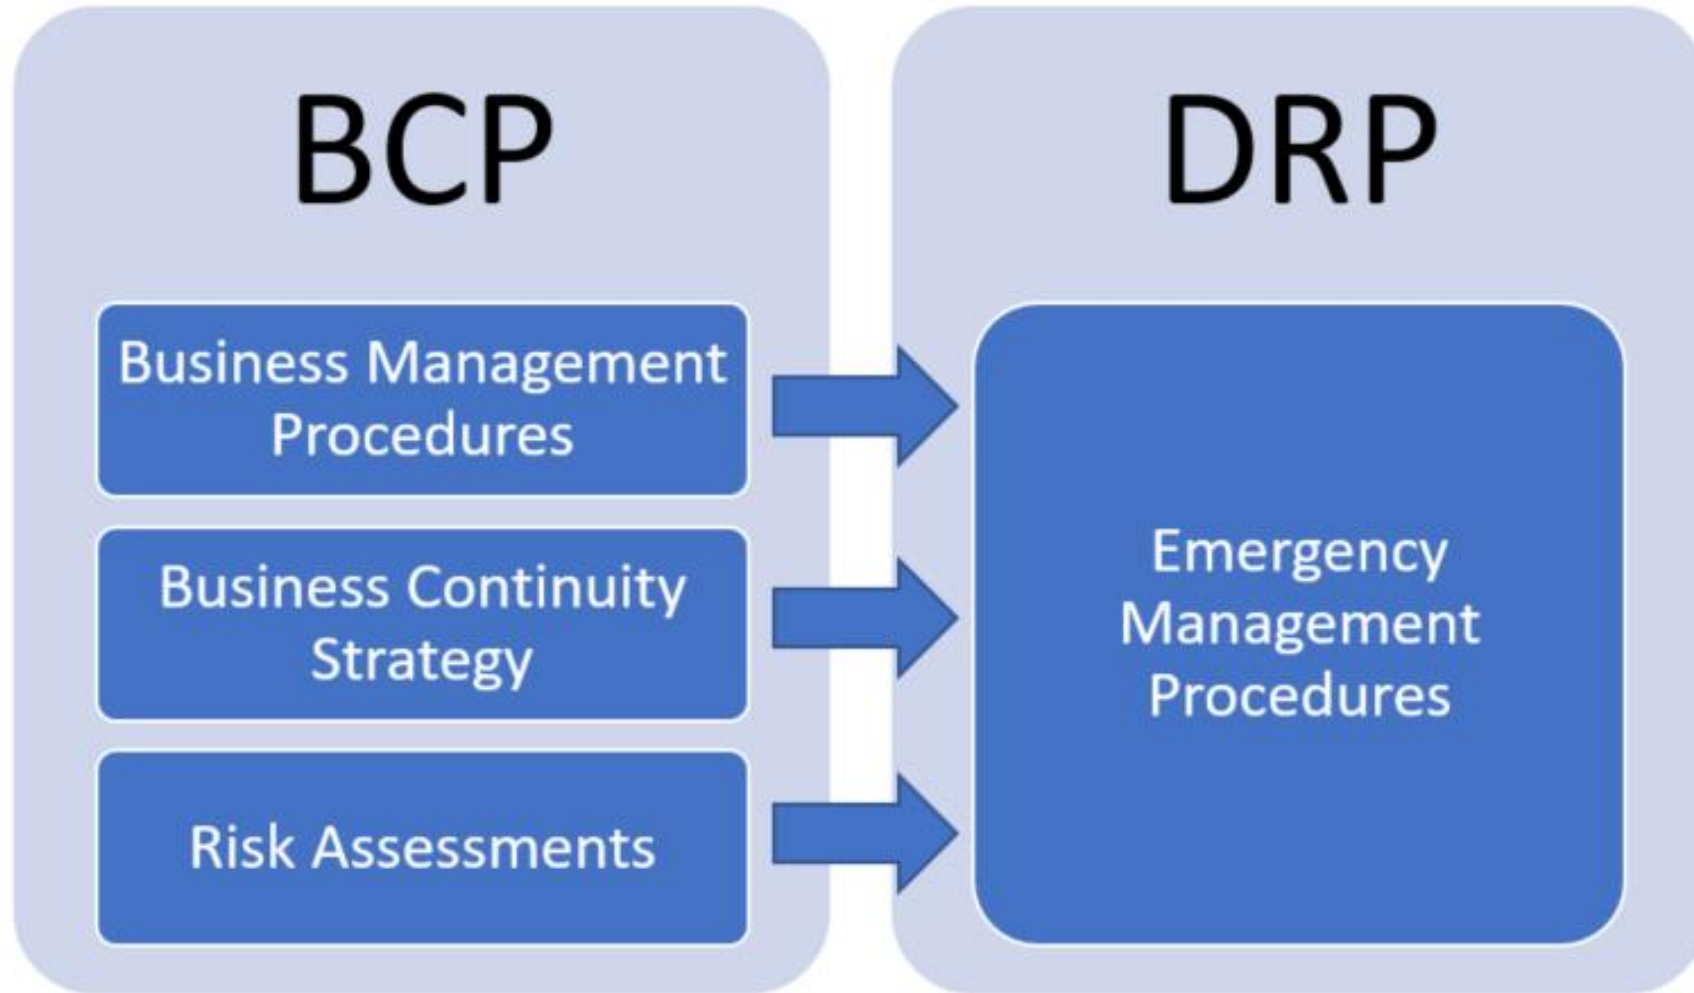 BCP
Business Management
Procedures
Business Continuity
Strategy
Risk Assessments
DRP
Emergency
Management
Procedures